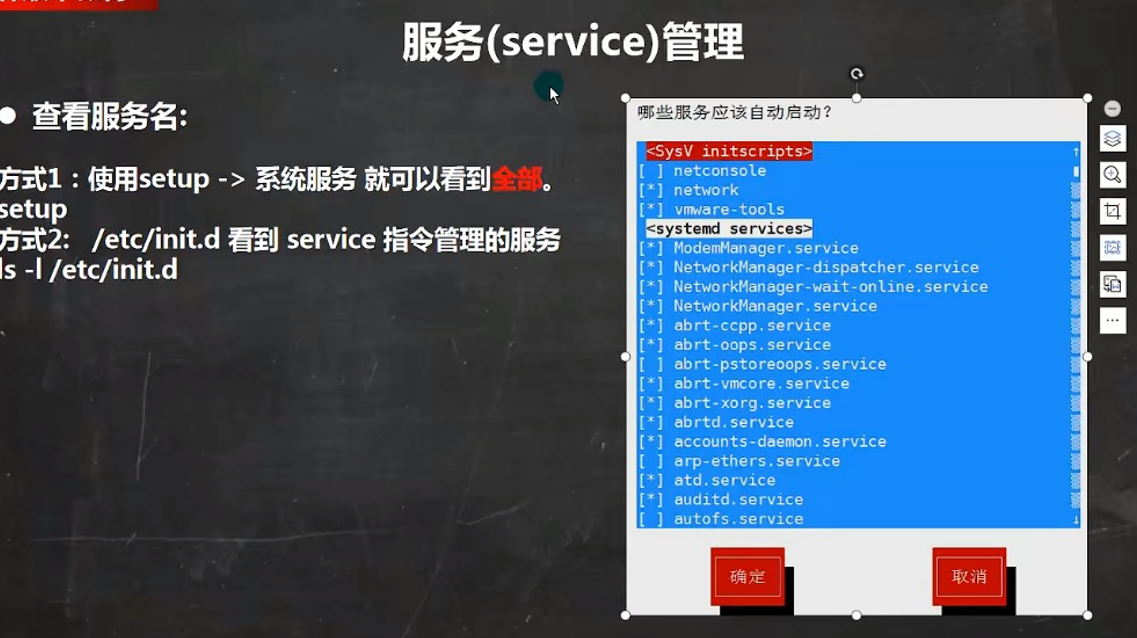 服务(service)管理
● 查看服务名:
方式1：使用setup -> 系统服务 就可以看到全部。
setup
方式2: /etc/init.d 看到 service 指令管理的服务
ls -l /etc/init.d
哪些服务应该自动启动?
<SysV initscripts>
[ ] netconsole
[*] network
[*] vmware-tools
<systemd services>
[*] ModemManager.service
[*] NetworkManager-dispatcher.service
[*] NetworkManager-wait-online.service
[*] NetworkManager.service
[*] abrt-ccpp.service
[*] abrt-oops.service
[ ] abrt-pstoreoops.service
[*] abrt-vmcore.service
[*] abrt-xorg.service
[*] abrtd.service
[*] accounts-daemon.service
[ ] arp-ethers.service
[*] atd.service
[*] auditd.service
[ ] autofs.service
确定
取消